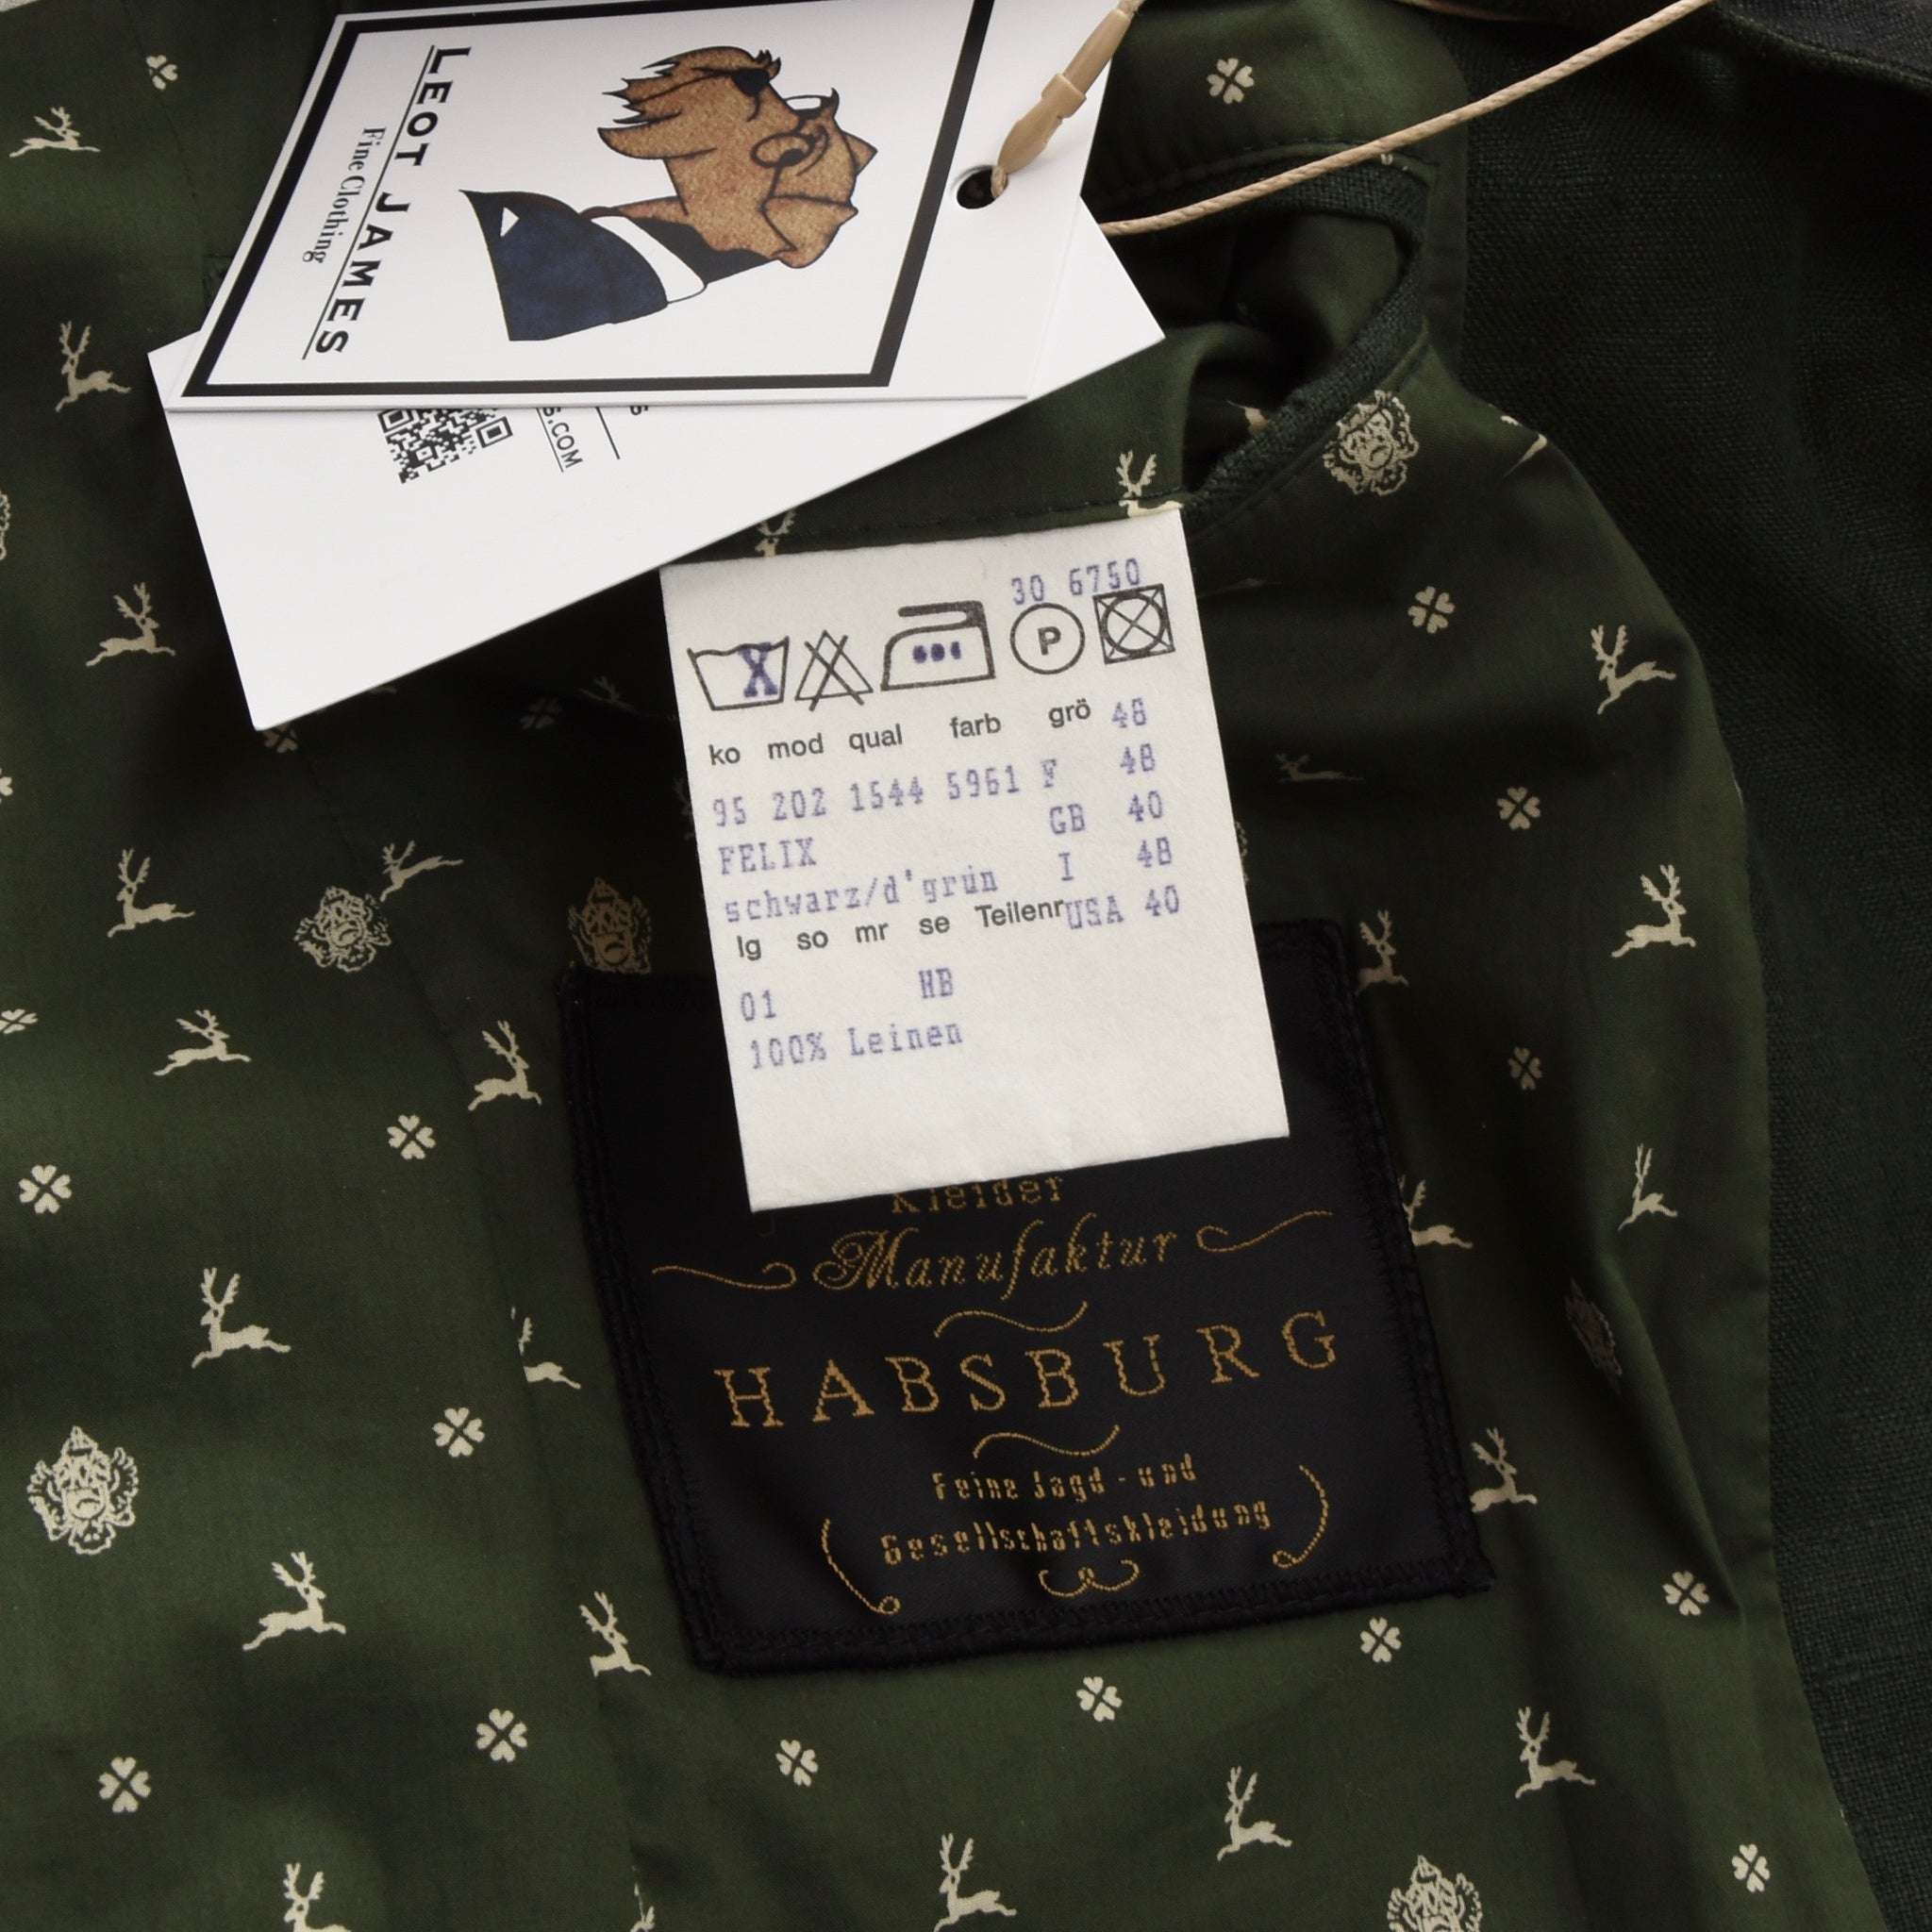 LEOT JAMES
Fine Clothing
S.COM
30 6750
X
P
ko mod qual farb grö 48
95 202 1544 5961 F 48
FELIX GB 40
schwarz/d'grün I 48
lg so mr se Teilenr USA 40
01 HB
100% Leinen
Kleider
Manufaktur
HABSBURG
Feine Jagd - und
Gesellschaftskleidung